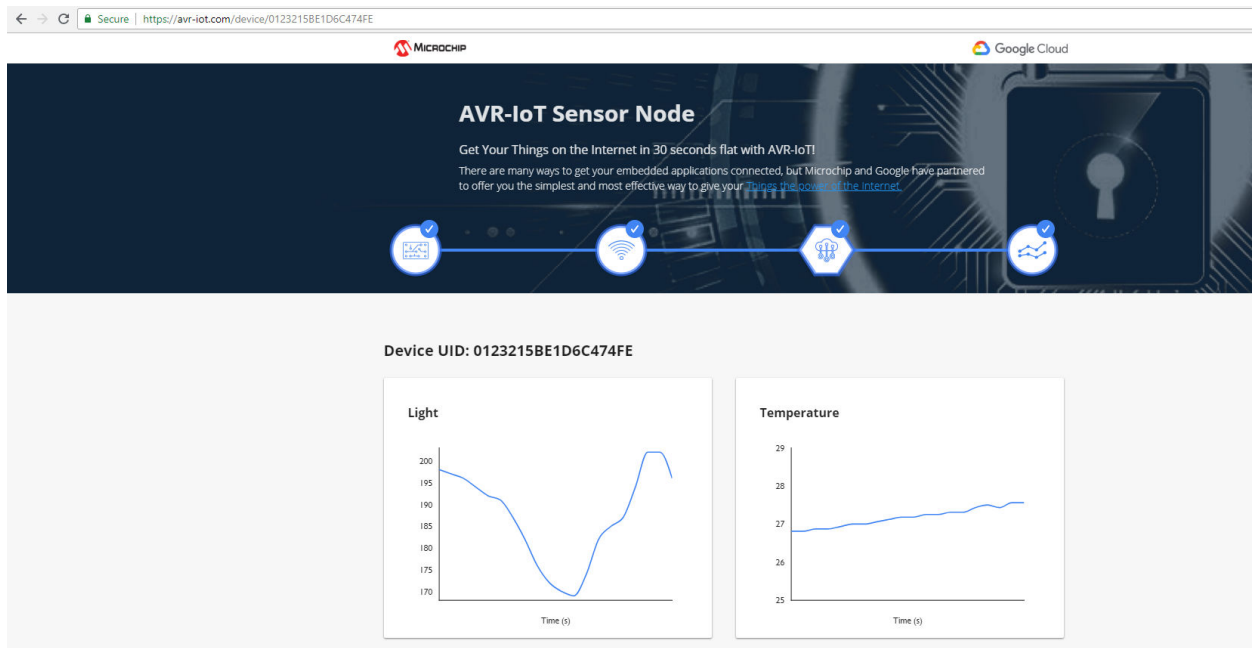 Secure | https://avr-iot.com/device/0123215BE1D6C474FE
MICROCHIP
Google Cloud
AVR-IoT Sensor Node
Get Your Things on the Internet in 30 seconds flat with AVR-IoT!
There are many ways to get your embedded applications connected, but Microchip and Google have partnered
to offer you the simplest and most effective way to give your Things the power of the Internet.
Device UID: 0123215BE1D6C474FE
Light
200
195
190
185
180
175
170
Time (s)
Temperature
29
28
27
26
25
Time (s)